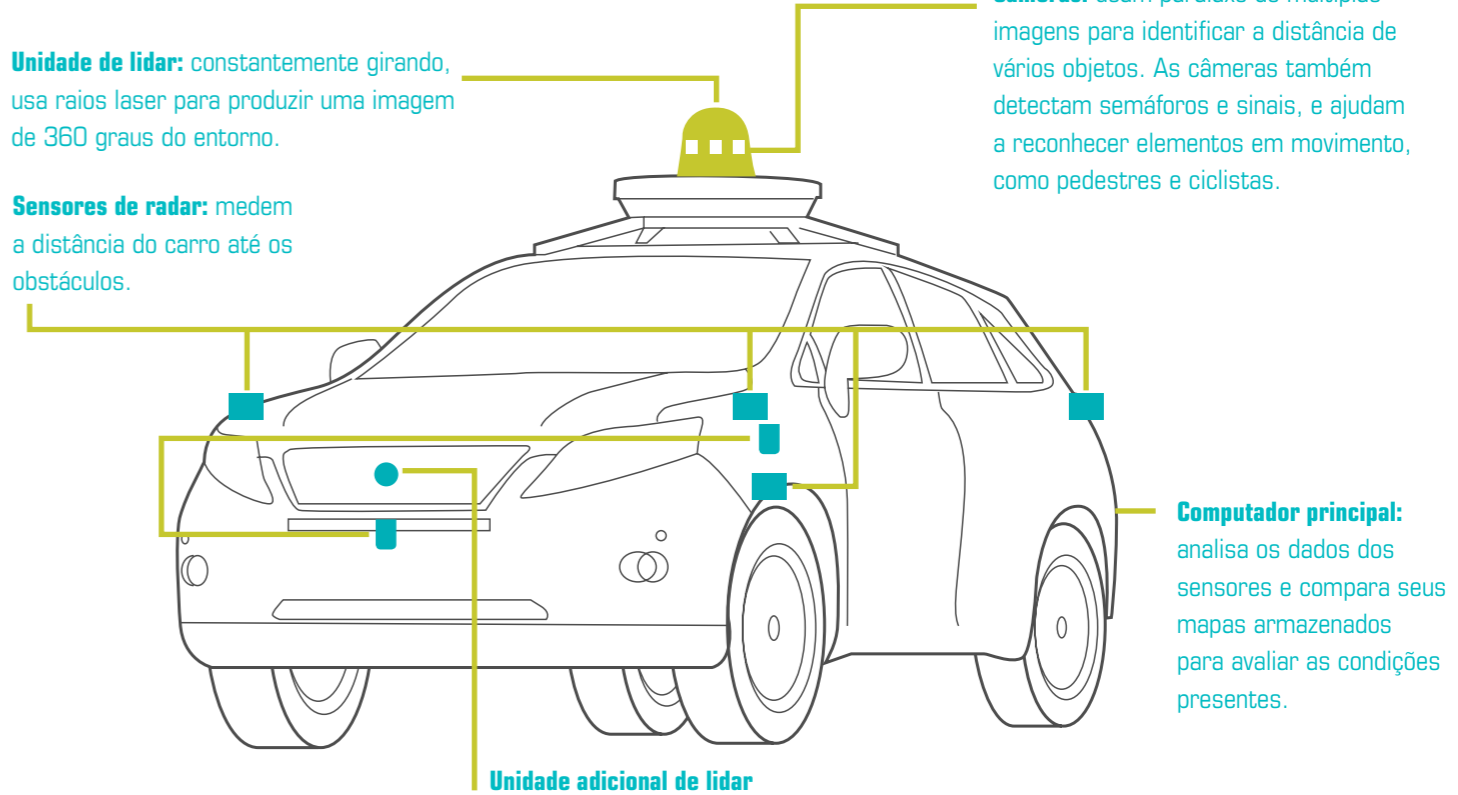 Unidade de lidar: constantemente girando,
usa raios laser para produzir uma imagem
de 360 graus do entorno.
Sensores de radar: medem
a distância do carro até os
obstáculos.
imagens para identificar a distância de
vários objetos. As câmeras também
detectam semáforos e sinais, e ajudam
a reconhecer elementos em movimento,
como pedestres e ciclistas.
Computador principal:
analisa os dados dos
sensores e compara seus
mapas armazenados
para avaliar as condições
presentes.
Unidade adicional de lidar